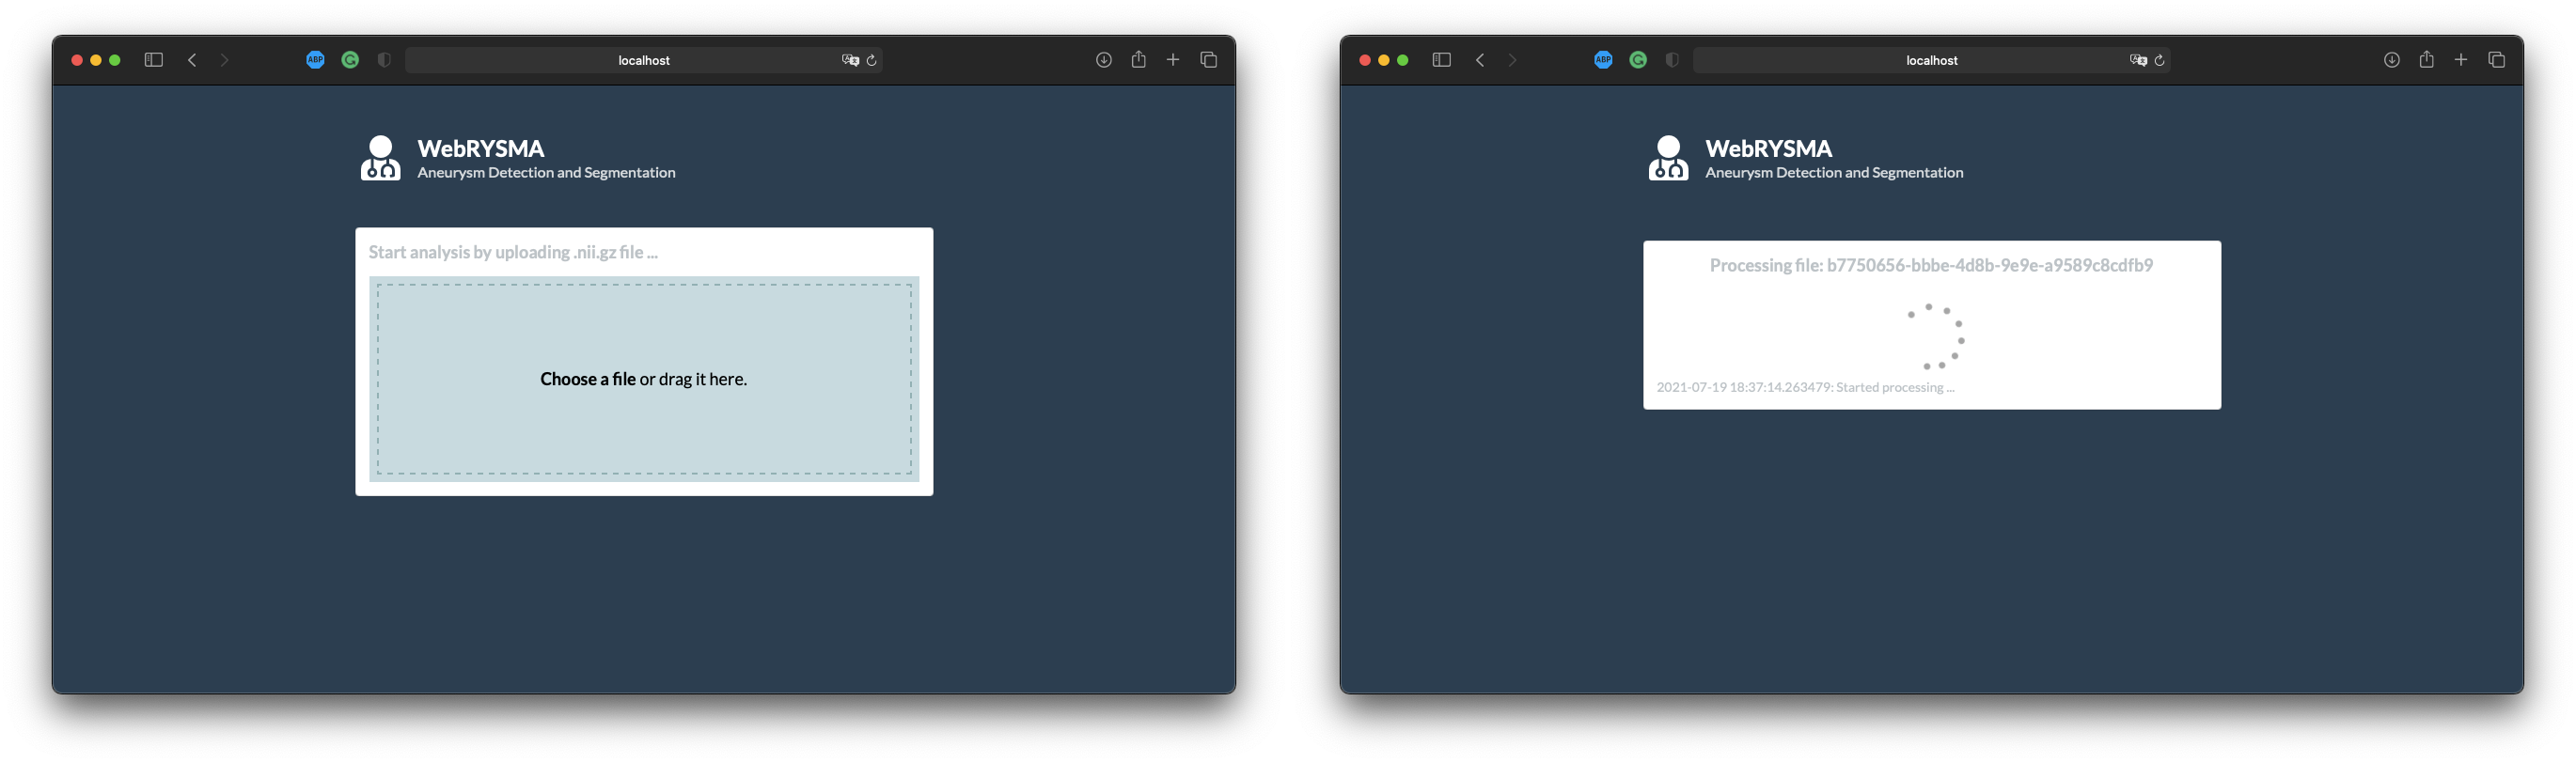 ABP
localhost
WebRYSMA
Aneurysm Detection and Segmentation
Start analysis by uploading .nii.gz file ...
Choose a file or drag it here.
ABP
localhost
WebRYSMA
Aneurysm Detection and Segmentation
Processing file: b7750656-bbbe-4d8b-9e9e-a9589c8cdfb9
2021-07-19 18:37:14.263479: Started processing ...